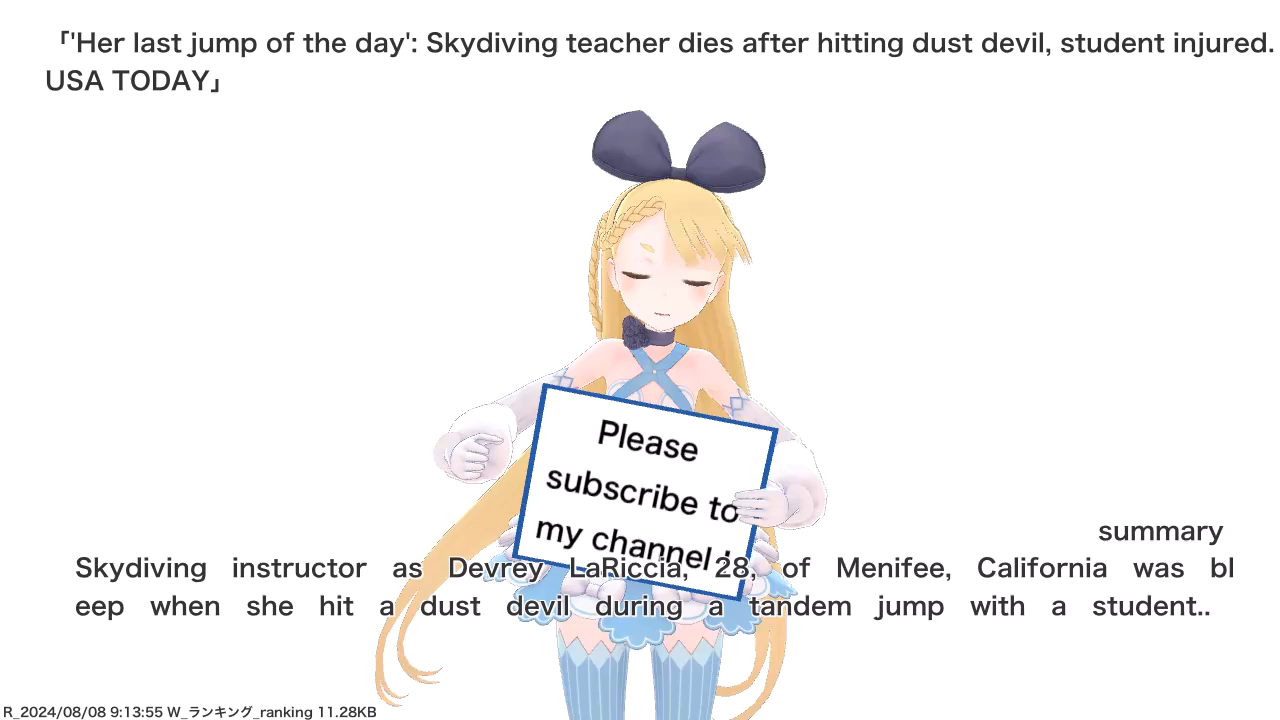 「'Her last jump of the day': Skydiving teacher dies after hitting dust devil, student injured.
USA TODAY」
Please
subscribe to
my channel !
summary
Skydiving instructor as Devrey LaRiccia, 28, of Menifee, California was bl
eep when she hit a dust devil during a tandem jump with a student..
R_2024/08/08 9:13:55 W_ランキング_ranking 11.28KB